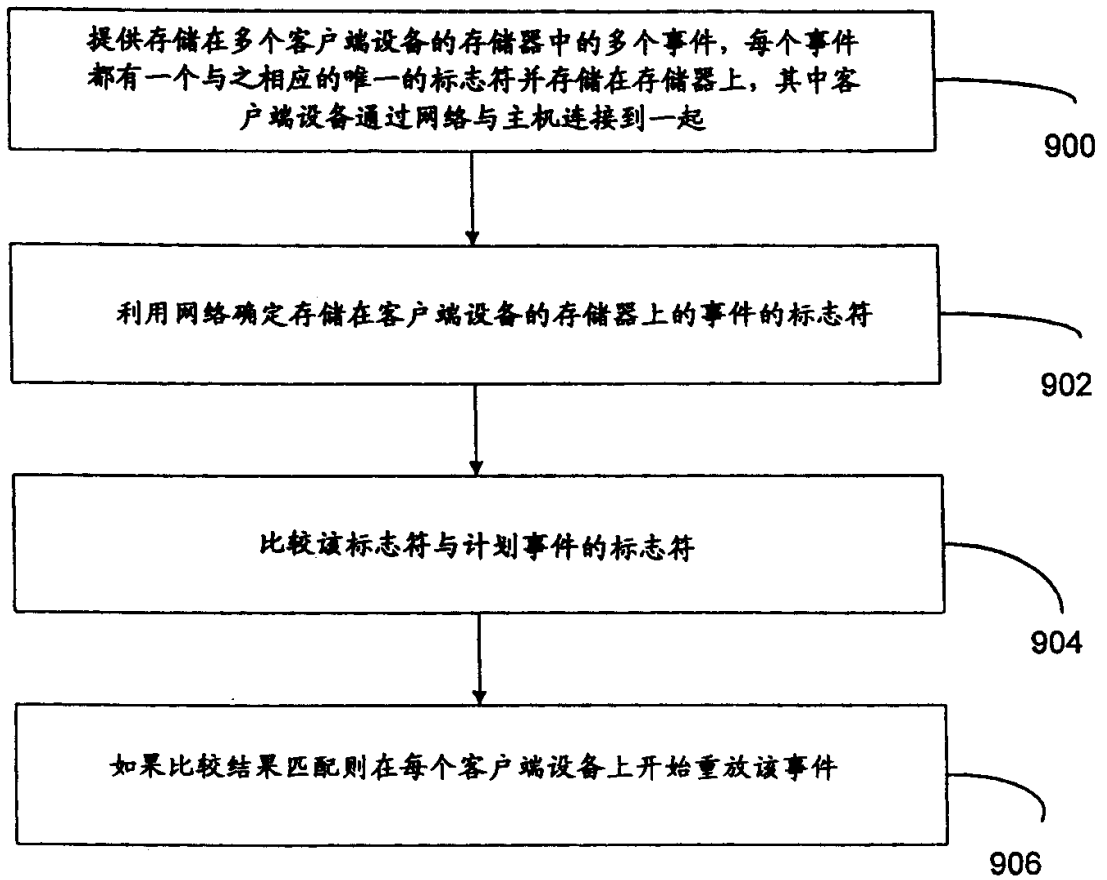 提供存储在多个客户端设备的存储器中的多个事件，每个事件
都有一个与之相应的唯一的标志符并存储在存储器上，其中客
户端设备通过网络与主机连接到一起
900
利用网络确定存储在客户端设备的存储器上的事件的标志符
902
比较该标志符与计划事件的标志符
904
如果比较结果匹配则在每个客户端设备上开始重放该事件
906